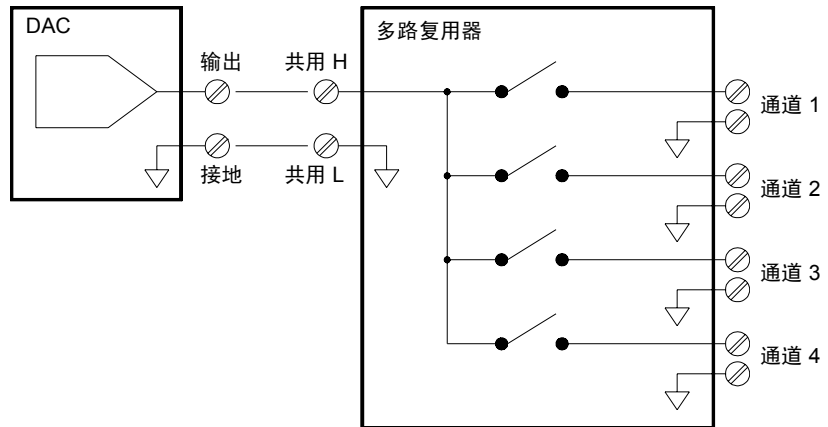 DAC
多路复用器
输出
共用 H
接地
共用 L
通道 1
通道 2
通道 3
通道 4